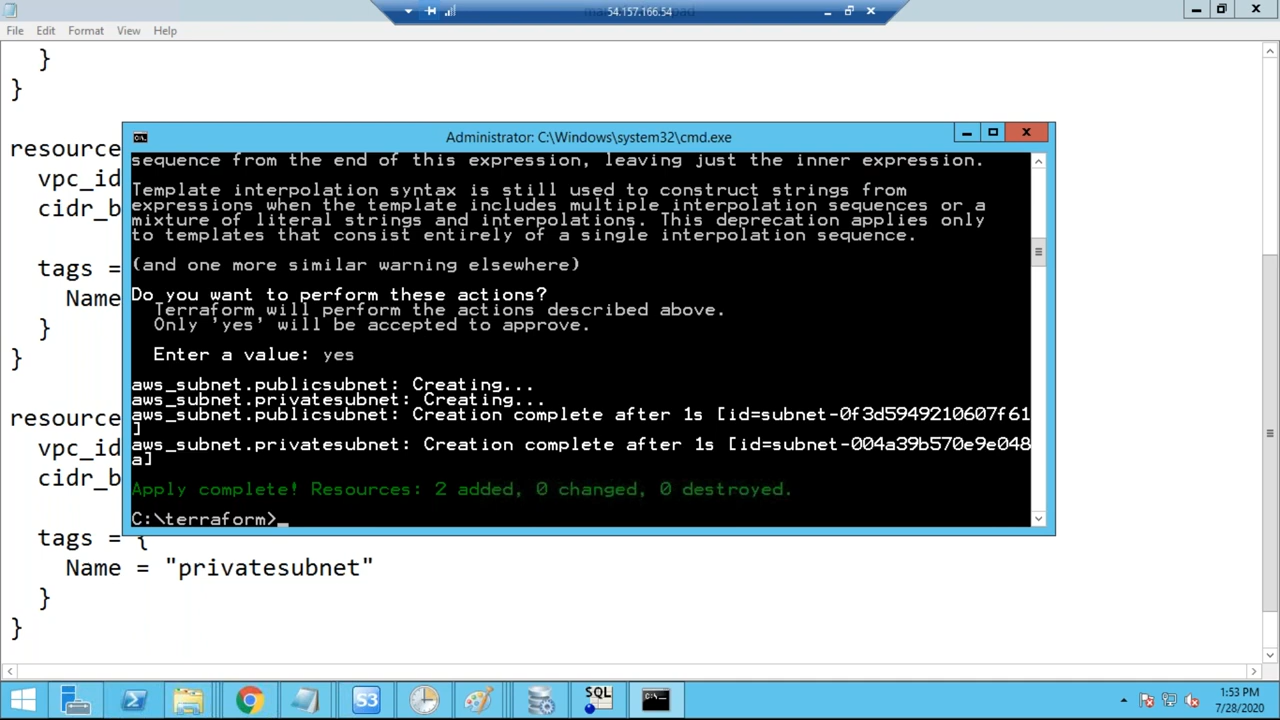 54.157.166.54
File Edit Format View Help
}
}
resource
vpc_id
cidr_b
tags =
Name
}
}
resource
vpc_id
cidr_b
tags = {
Name = "privatesubnet"
}
}
Administrator: C:\Windows\system32\cmd.exe
sequence from the end of this expression, leaving just the inner expression.
Template interpolation syntax is still used to construct strings from
expressions when the template includes multiple interpolation sequences or a
mixture of literal strings and interpolations. This deprecation applies only
to templates that consist entirely of a single interpolation sequence.
(and one more similar warning elsewhere)
Do you want to perform these actions?
Terraform will perform the actions described above.
Only 'yes' will be accepted to approve.
Enter a value: yes
aws_subnet.publicsubnet: Creating...
aws_subnet.privatesubnet: Creating...
aws_subnet.publicsubnet: Creation complete after 1s [id=subnet-0f3d5949210607f61
]
aws_subnet.privatesubnet: Creation complete after 1s [id=subnet-004a39b570e9e048
a]
Apply complete! Resources: 2 added, 0 changed, 0 destroyed.
C:\terraform>_
S3
SQL
1:53 PM
7/28/2020